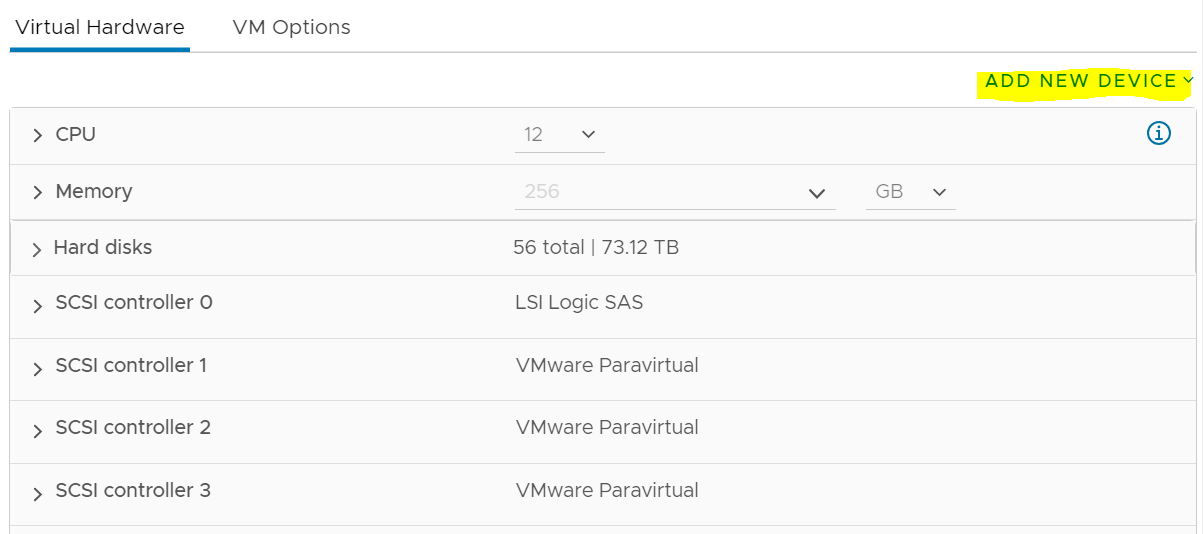 Virtual Hardware VM Options
ADD NEW DEVICE
CPU 12
Memory 256 GB
Hard disks 56 total | 73.12 TB
SCSI controller 0 LSI Logic SAS
SCSI controller 1 VMware Paravirtual
SCSI controller 2 VMware Paravirtual
SCSI controller 3 VMware Paravirtual